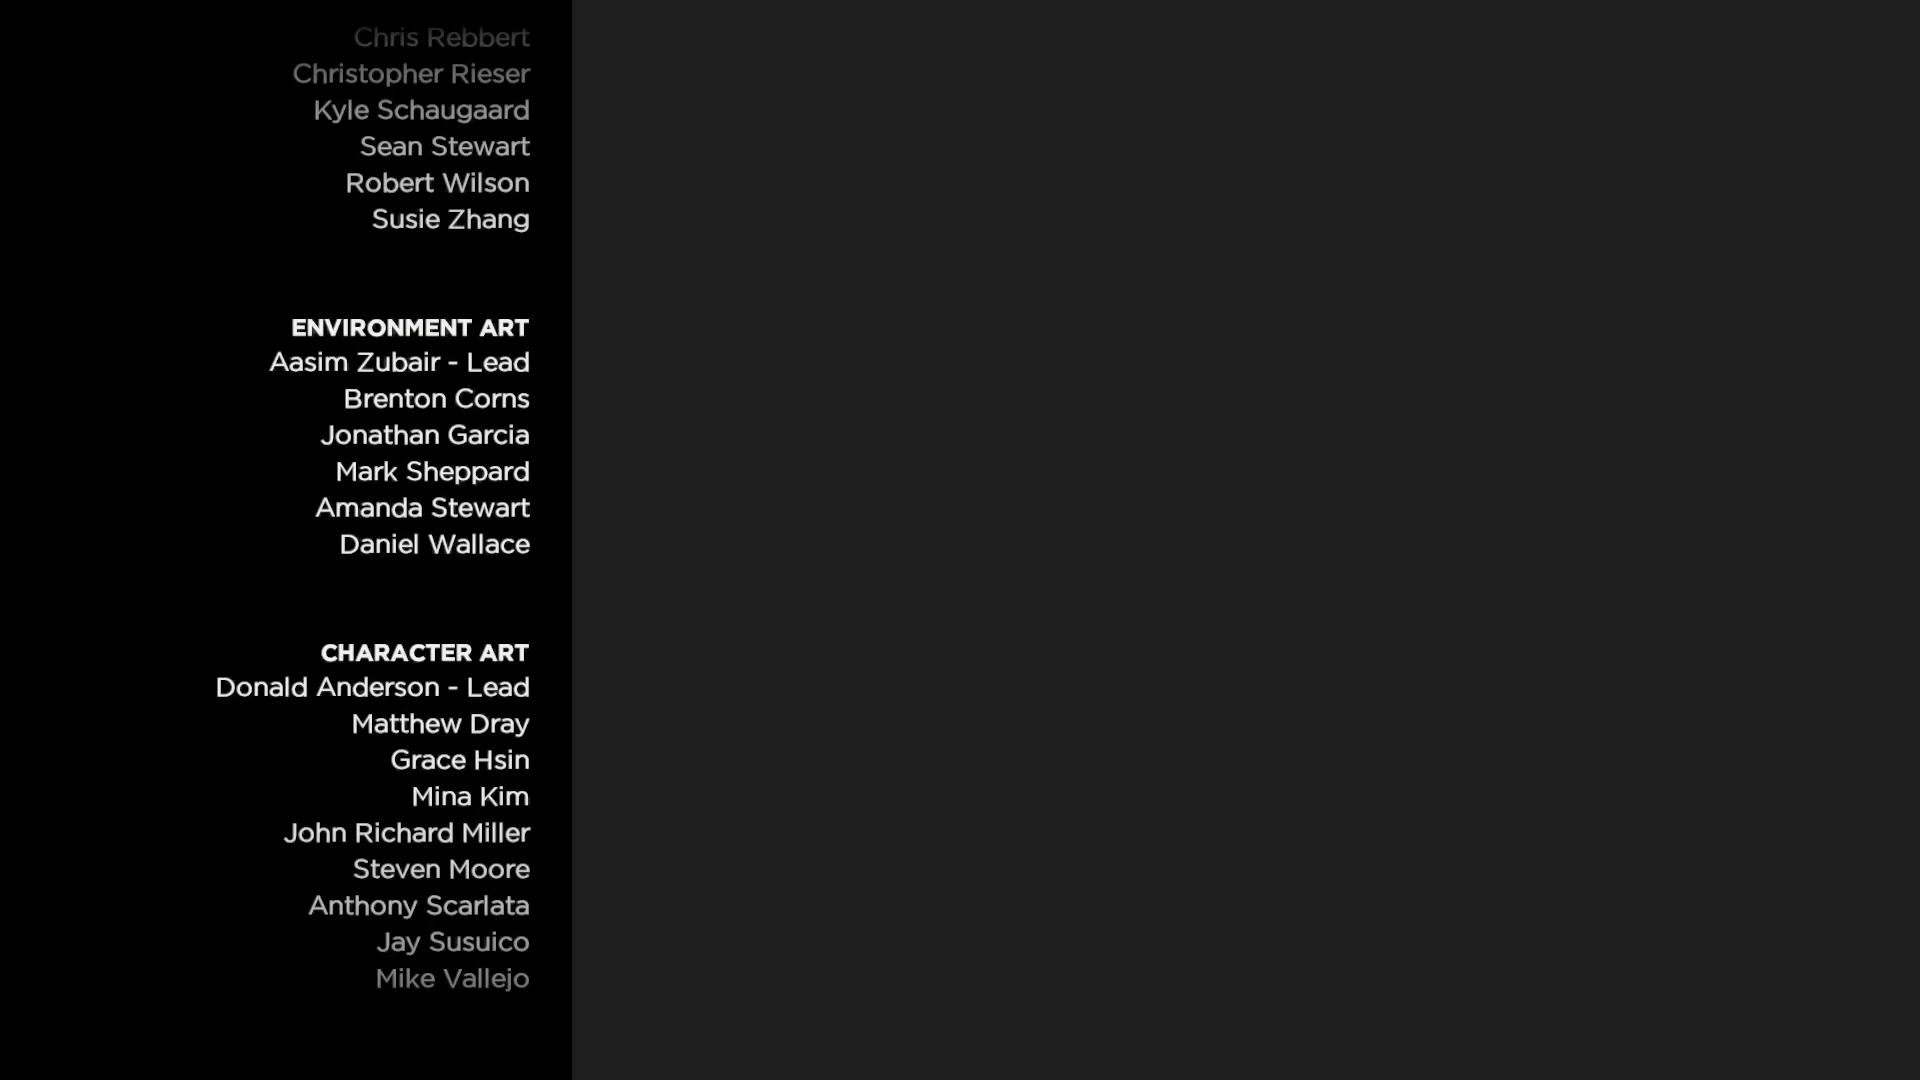 Chris Rebbert
Christopher Rieser
Kyle Schaugaard
Sean Stewart
Robert Wilson
Susie Zhang
ENVIRONMENT ART
Aasim Zubair - Lead
Brenton Corns
Jonathan Garcia
Mark Sheppard
Amanda Stewart
Daniel Wallace
CHARACTER ART
Donald Anderson - Lead
Matthew Dray
Grace Hsin
Mina Kim
John Richard Miller
Steven Moore
Anthony Scarlata
Jay Susuico
Mike Vallejo